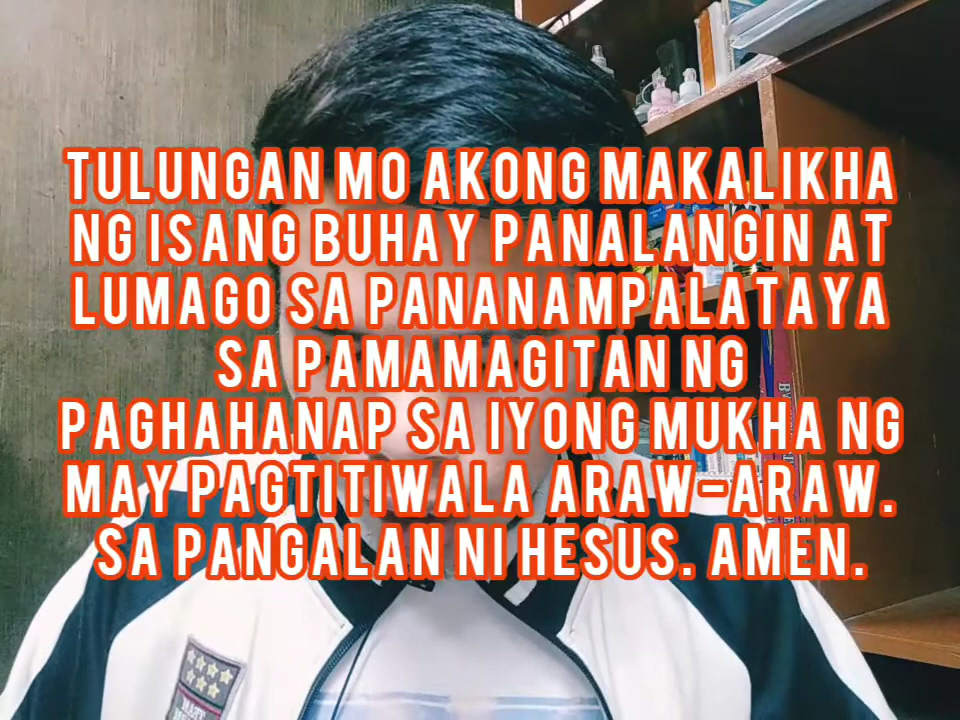 TULUNGAN MO AKONG MAKALIKHA
NG ISANG BUHAY PANALANGIN AT
LUMAGO SA PANANAMPALATAYA
SA PAMAMAGITAN NG
PAGHAHANAP SA IYONG MUKHA NG
MAY PAGTITIWALA ARAW-ARAW.
SA PANGALAN NI HESUS. AMEN.